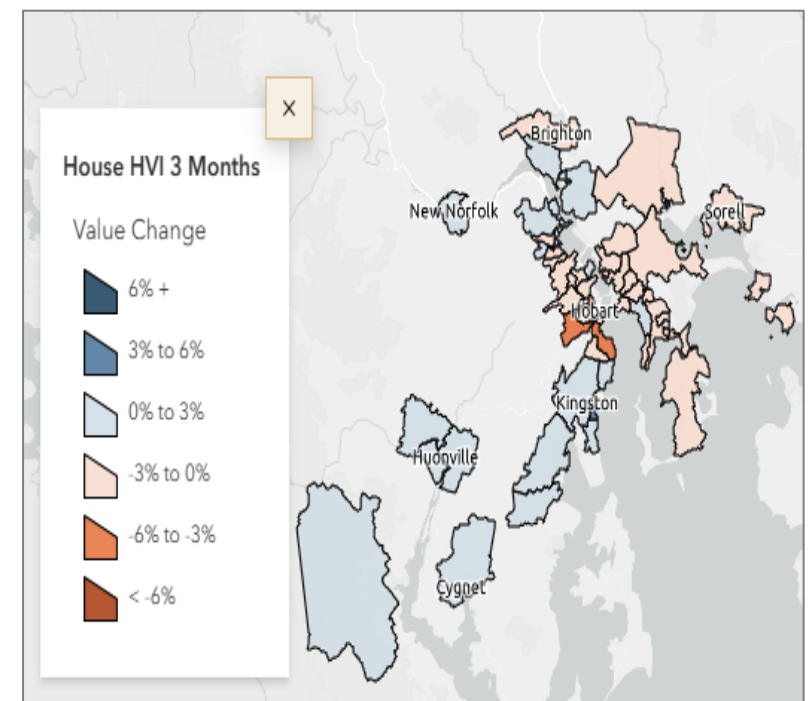 X
House HVI 3 Months
Value Change
6% +
3% to 6%
0% to 3%
-3% to 0%
-6% to -3%
< -6%
Brighton
New Norfolk
Sorell
Hobart
Kingston
Huonville
Cygnet